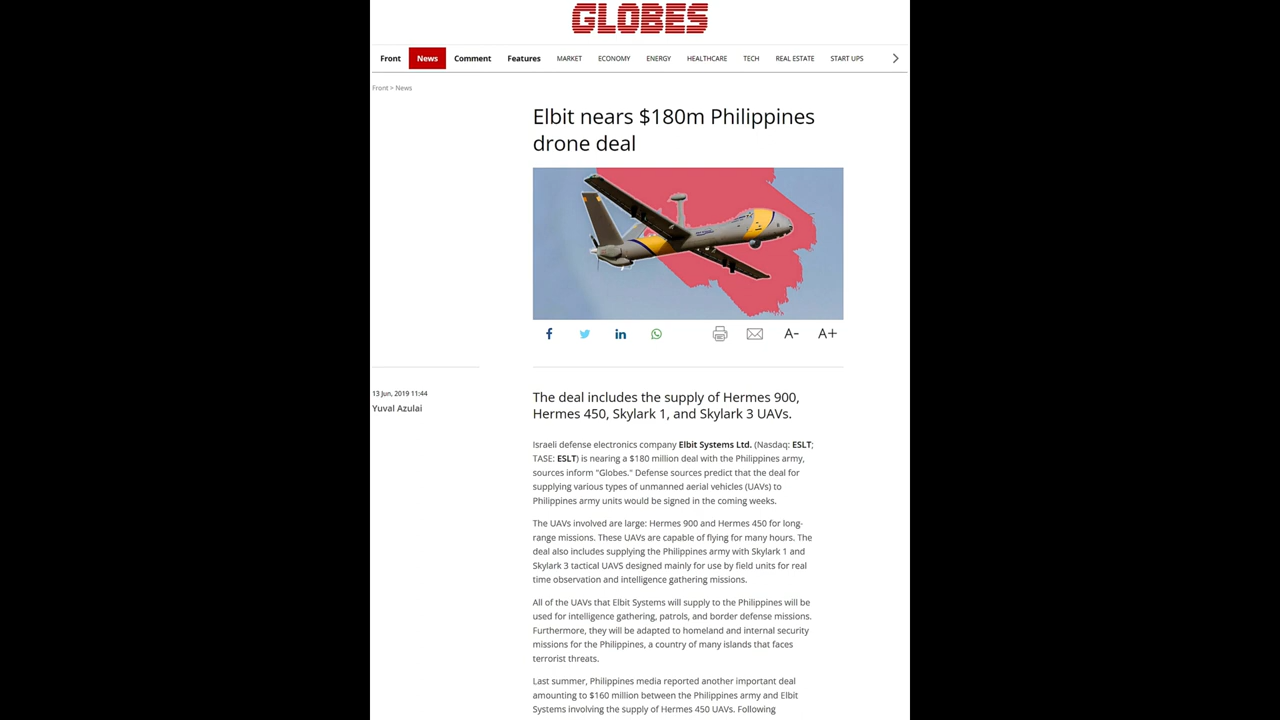 GLOBES
Front News Comment Features MARKET ECONOMY ENERGY HEALTHCARE TECH REAL ESTATE START UPS
Front > News
Elbit nears $180m Philippines
drone deal
A- A+
13 Jun, 2019 11:44
Yuval Azulai
The deal includes the supply of Hermes 900,
Hermes 450, Skylark 1, and Skylark 3 UAVs.
Israeli defense electronics company Elbit Systems Ltd. (Nasdaq: ESLT;
TASE: ESLT) is nearing a $180 million deal with the Philippines army,
sources inform "Globes." Defense sources predict that the deal for
supplying various types of unmanned aerial vehicles (UAVs) to
Philippines army units would be signed in the coming weeks.
The UAVs involved are large: Hermes 900 and Hermes 450 for long-
range missions. These UAVs are capable of flying for many hours. The
deal also includes supplying the Philippines army with Skylark 1 and
Skylark 3 tactical UAVS designed mainly for use by field units for real
time observation and intelligence gathering missions.
All of the UAVs that Elbit Systems will supply to the Philippines will be
used for intelligence gathering, patrols, and border defense missions.
Furthermore, they will be adapted to homeland and internal security
missions for the Philippines, a country of many islands that faces
terrorist threats.
Last summer, Philippines media reported another important deal
amounting to $160 million between the Philippines army and Elbit
Systems involving the supply of Hermes 450 UAVs. Following